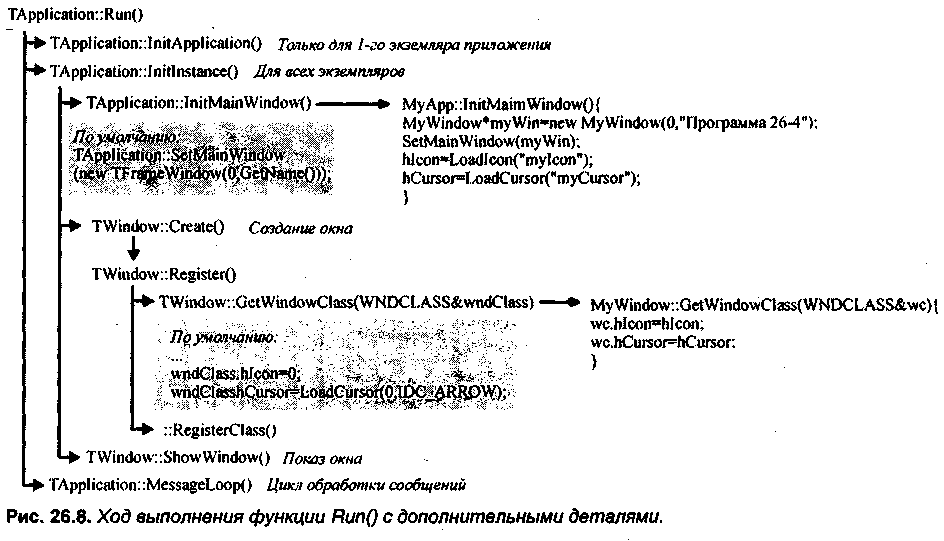 TApplication::Run()
TApplication::InitApplication() Только для 1-го экземляра приложения
TApplication::InitInstance() Для всех экземпляров
TApplication::InitMainWindow()
MyApp::InitMaimWindow(){
MyWindow*myWin=new MyWindow(0,"Программа 26-4");
SetMainWindow(myWin);
hIcon=LoadIcon("myIcon");
hCursor=LoadCursor("myCursor");
}
По умолчанию:
TApplication::SetMainWindow
(new TFrameWindow(0,GetName()));
TWindow::Create() Создание окна
TWindow::Register()
TWindow::GetWindowClass(WNDCLASS&wndClass)
MyWindow::GetWindowClass(WNDCLASS&wc){
wc.hIcon=hIcon;
wc.hCursor=hCursor;
}
По умолчанию:
...
wndClass.hIcon=0;
wndClasshCursor=LoadCursor(0,IDC_ARROW);
::RegisterClass()
TWindow::ShowWindow() Показ окна
TApplication::MessageLoop() Цикл обработки сообщений
Рис. 26.8. Ход выполнения функции Run() с дополнительными деталями.